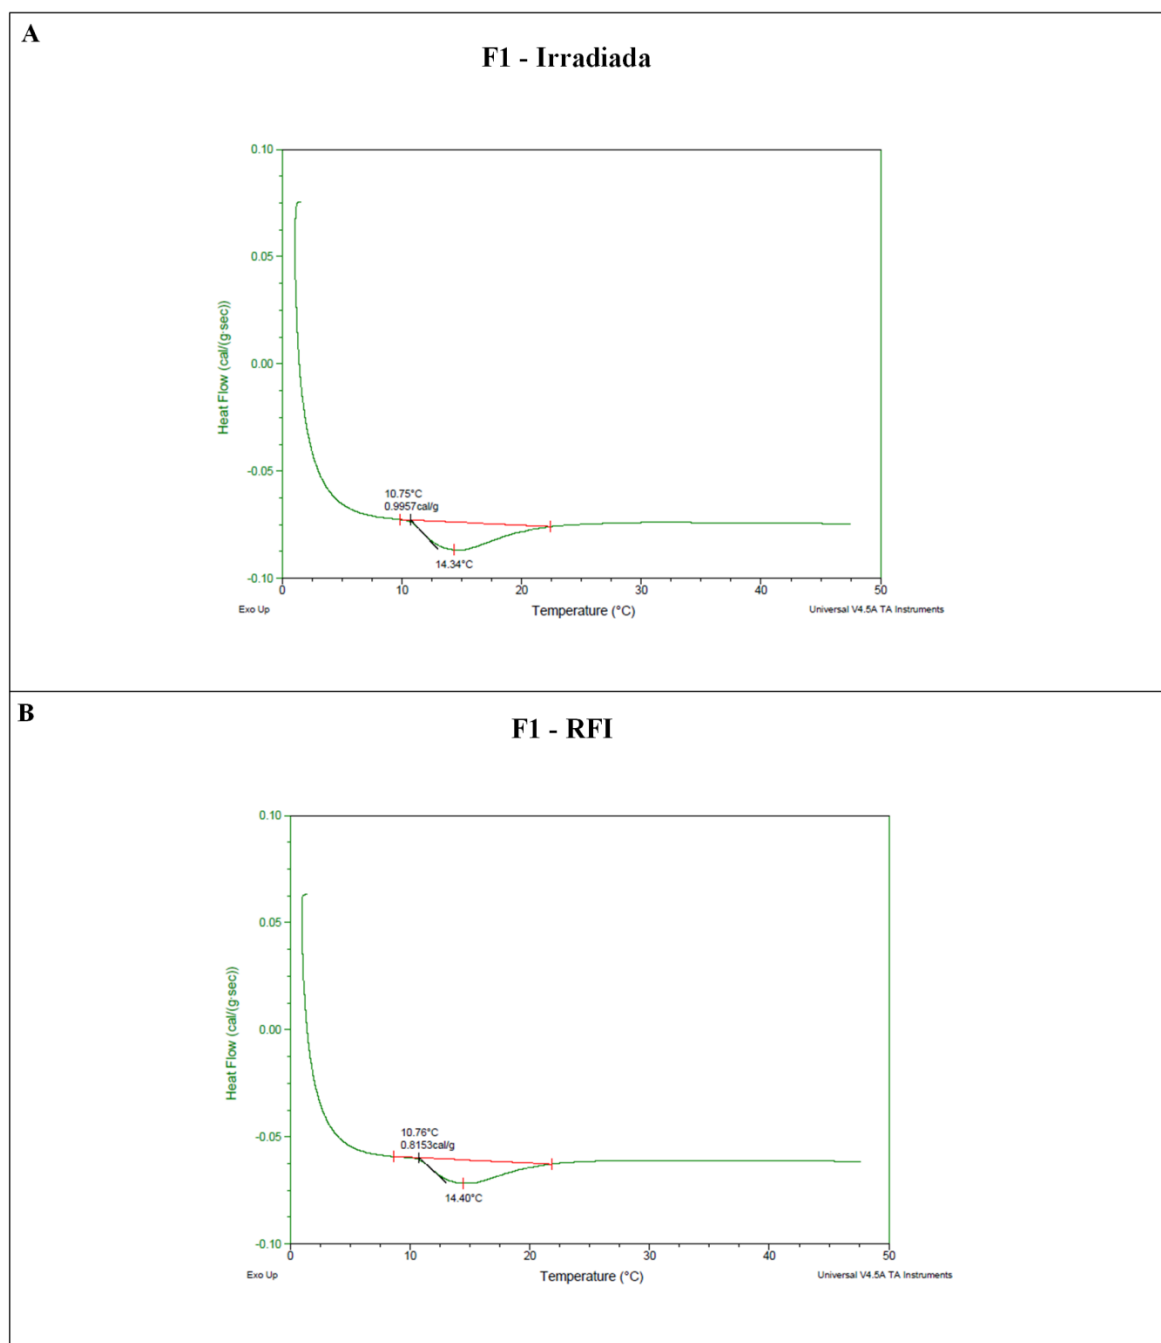 A
F1 - Irradiada
0.10
0.05
0.00
-0.05
-0.10
Heat Flow (cal/(g·sec))
10.75°C
0.9957cal/g
14.34°C
0 10 20 30 40 50
Exo Up Temperature (°C) Universal V4.5A TA Instruments
B
F1 - RFI
0.10
0.05
0.00
-0.05
-0.10
Heat Flow (cal/(g·sec))
10.76°C
0.8153cal/g
14.40°C
0 10 20 30 40 50
Exo Up Temperature (°C) Universal V4.5A TA Instruments